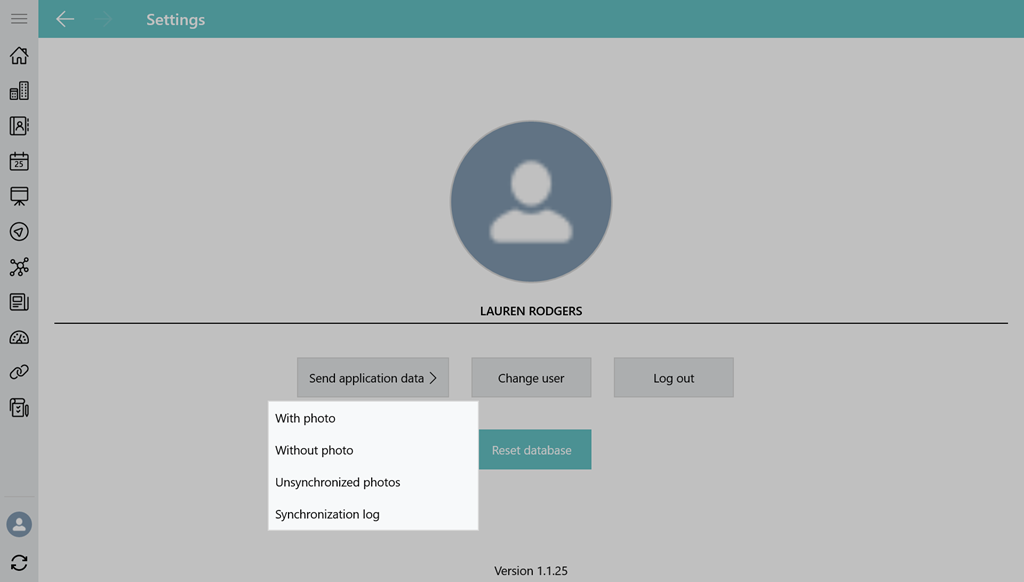 Settings
25
LAUREN RODGERS
Send application data
Change user
Log out
With photo
Without photo
Unsynchronized photos
Synchronization log
Reset database
Version 1.1.25